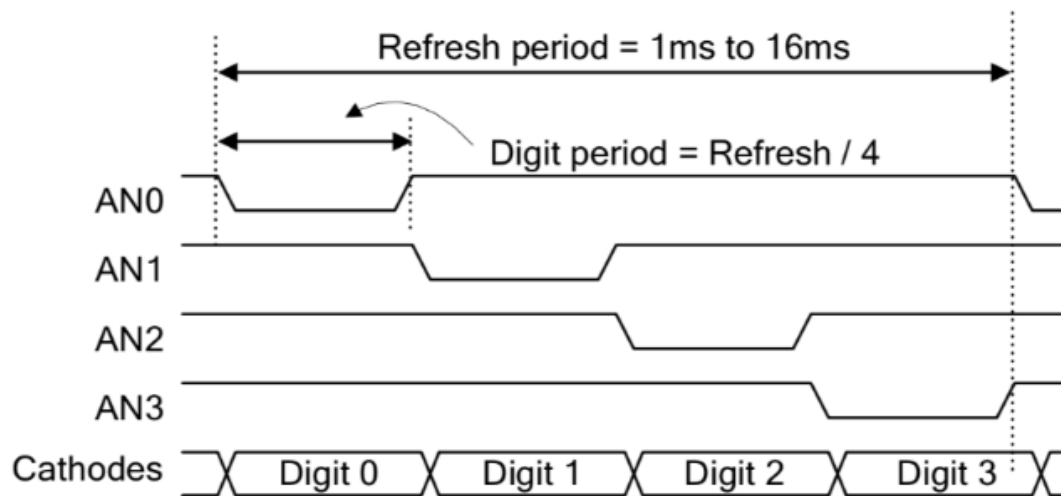 Refresh period = 1ms to 16ms
Digit period = Refresh / 4
AN0
AN1
AN2
AN3
Cathodes Digit 0 Digit 1 Digit 2 Digit 3